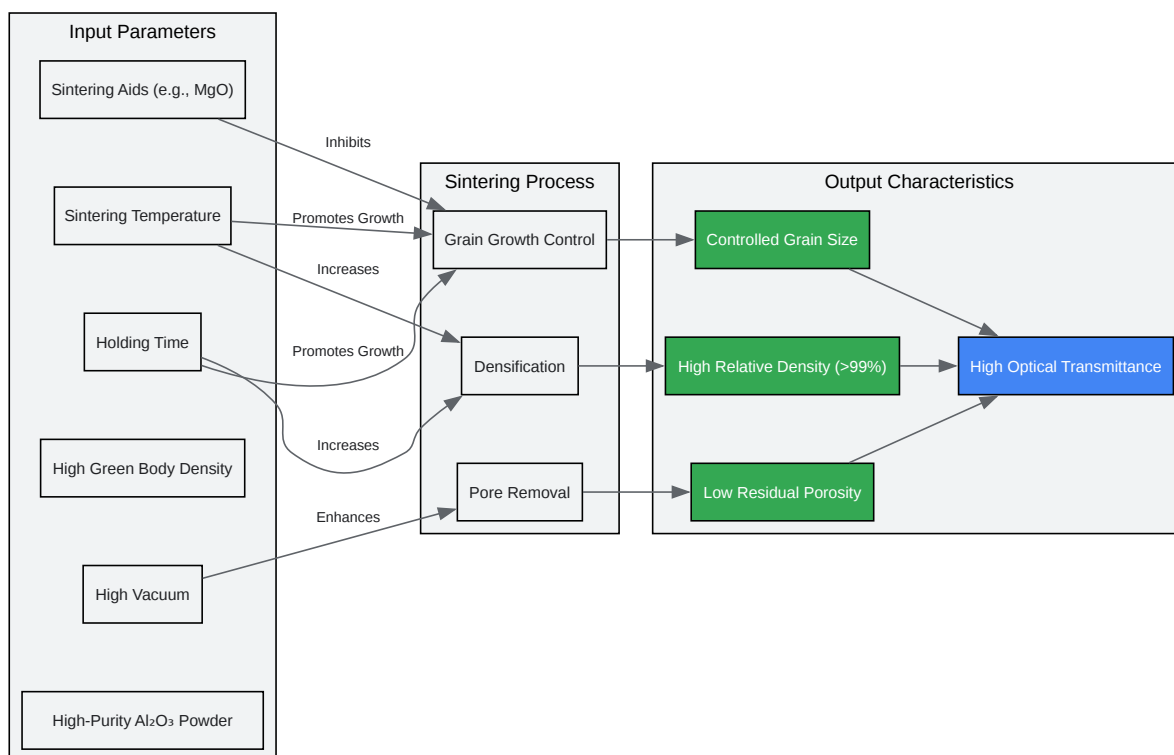 Input Parameters
Sintering Aids (e.g., MgO)
Inhibits
Sintering Process
Output Characteristics
Sintering Temperature
Promotes Growth
Grain Growth Control
Controlled Grain Size
Increases
Holding Time
Promotes Growth
Densification
High Relative Density (>99%)
High Optical Transmittance
Increases
High Green Body Density
Pore Removal
Low Residual Porosity
Enhances
High Vacuum
High-Purity Al₂O₃ Powder